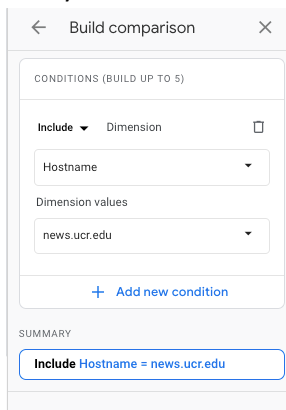 Build comparison
CONDITIONS (BUILD UP TO 5)
Include Dimension
Hostname
Dimension values
news.ucr.edu
+ Add new condition
SUMMARY
Include Hostname = news.ucr.edu